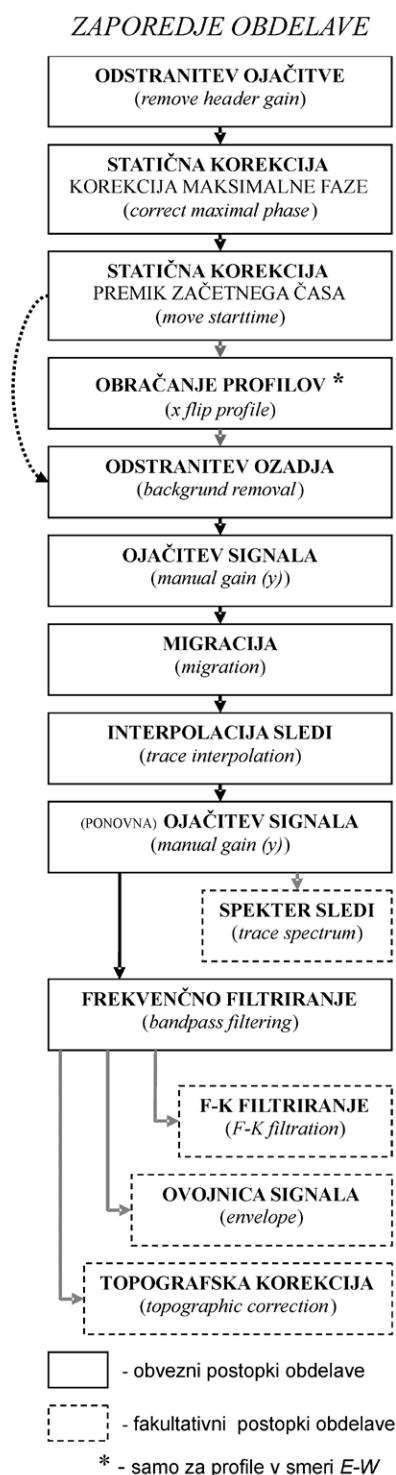 ZAPOREDJE OBDELAVE
ODSTRANITEV OJAČITVE
(remove header gain)
STATIČNA KOREKCIJA
KOREKCIJA MAKSIMALNE FAZE
(correct maximal phase)
STATIČNA KOREKCIJA
PREMIK ZAČETNEGA ČASA
(move starttime)
OBRAČANJE PROFILOV *
(x flip profile)
ODSTRANITEV OZADJA
(backgrund removal)
OJAČITEV SIGNALA
(manual gain (y))
MIGRACIJA
(migration)
INTERPOLACIJA SLEDI
(trace interpolation)
(PONOVNA) OJAČITEV SIGNALA
(manual gain (y))
SPEKTER SLEDI
(trace spectrum)
FREKVENČNO FILTRIRANJE
(bandpass filtering)
F-K FILTRIRANJE
(F-K filtration)
OVOJNICA SIGNALA
(envelope)
TOPOGRAFSKA KOREKCIJA
(topographic correction)
- obvezni postopki obdelave
- fakultativni postopki obdelave
* - samo za profile v smeri E-W